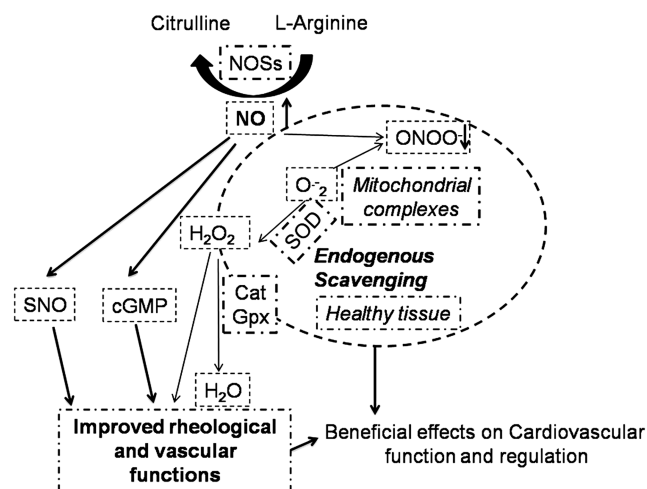 Citrulline L-Arginine
NOSs
NO
ONOO⁻
O⁻₂
Mitochondrial
complexes
SOD
H₂O₂
Endogenous
Scavenging
Cat
Gpx
Healthy tissue
SNO
cGMP
H₂O
Improved rheological
and vascular
functions
Beneficial effects on Cardiovascular
function and regulation